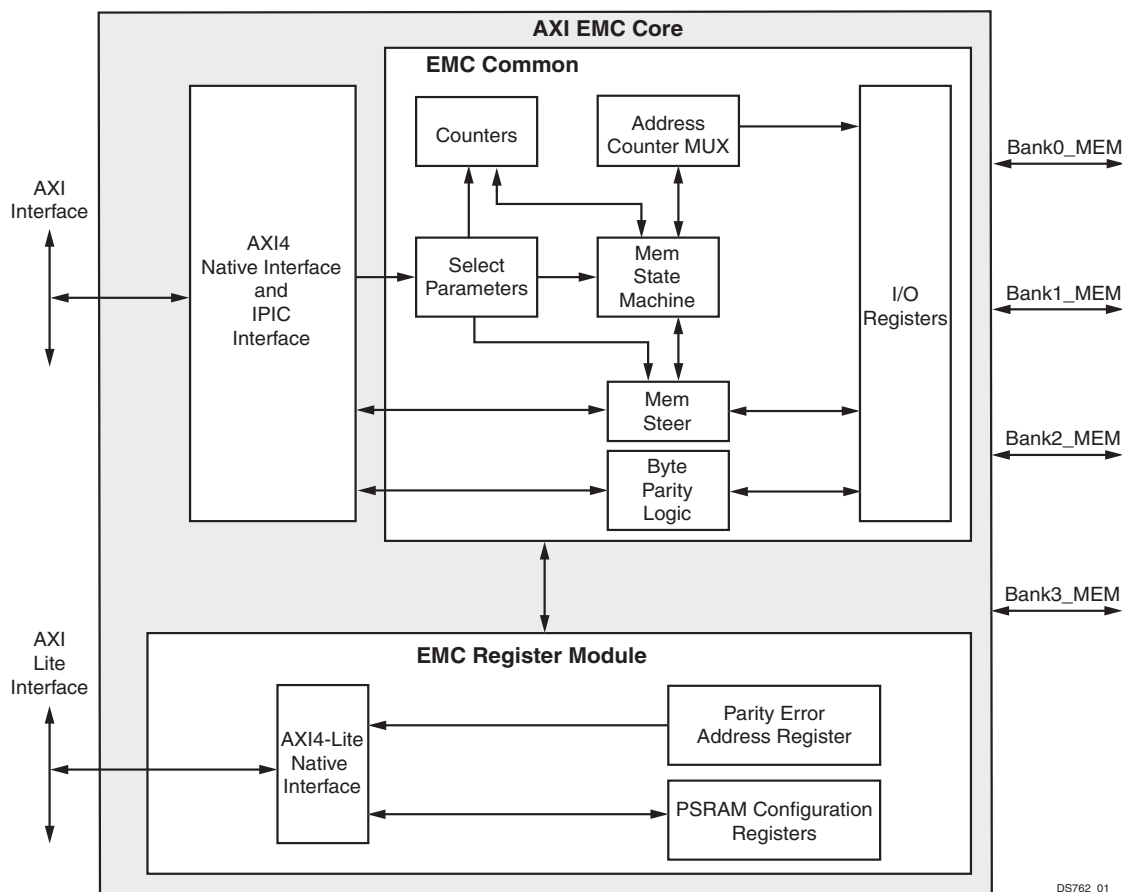 AXI EMC Core
EMC Common
Counters
Address
Counter MUX
Bank0_MEM
AXI
Interface
AXI4
Native Interface
and
IPIC
Interface
Select
Parameters
Mem
State
Machine
I/O
Registers
Bank1_MEM
Mem
Steer
Bank2_MEM
Byte
Parity
Logic
Bank3_MEM
AXI
Lite
Interface
EMC Register Module
AXI4-Lite
Native
Interface
Parity Error
Address Register
PSRAM Configuration
Registers
DS762_01